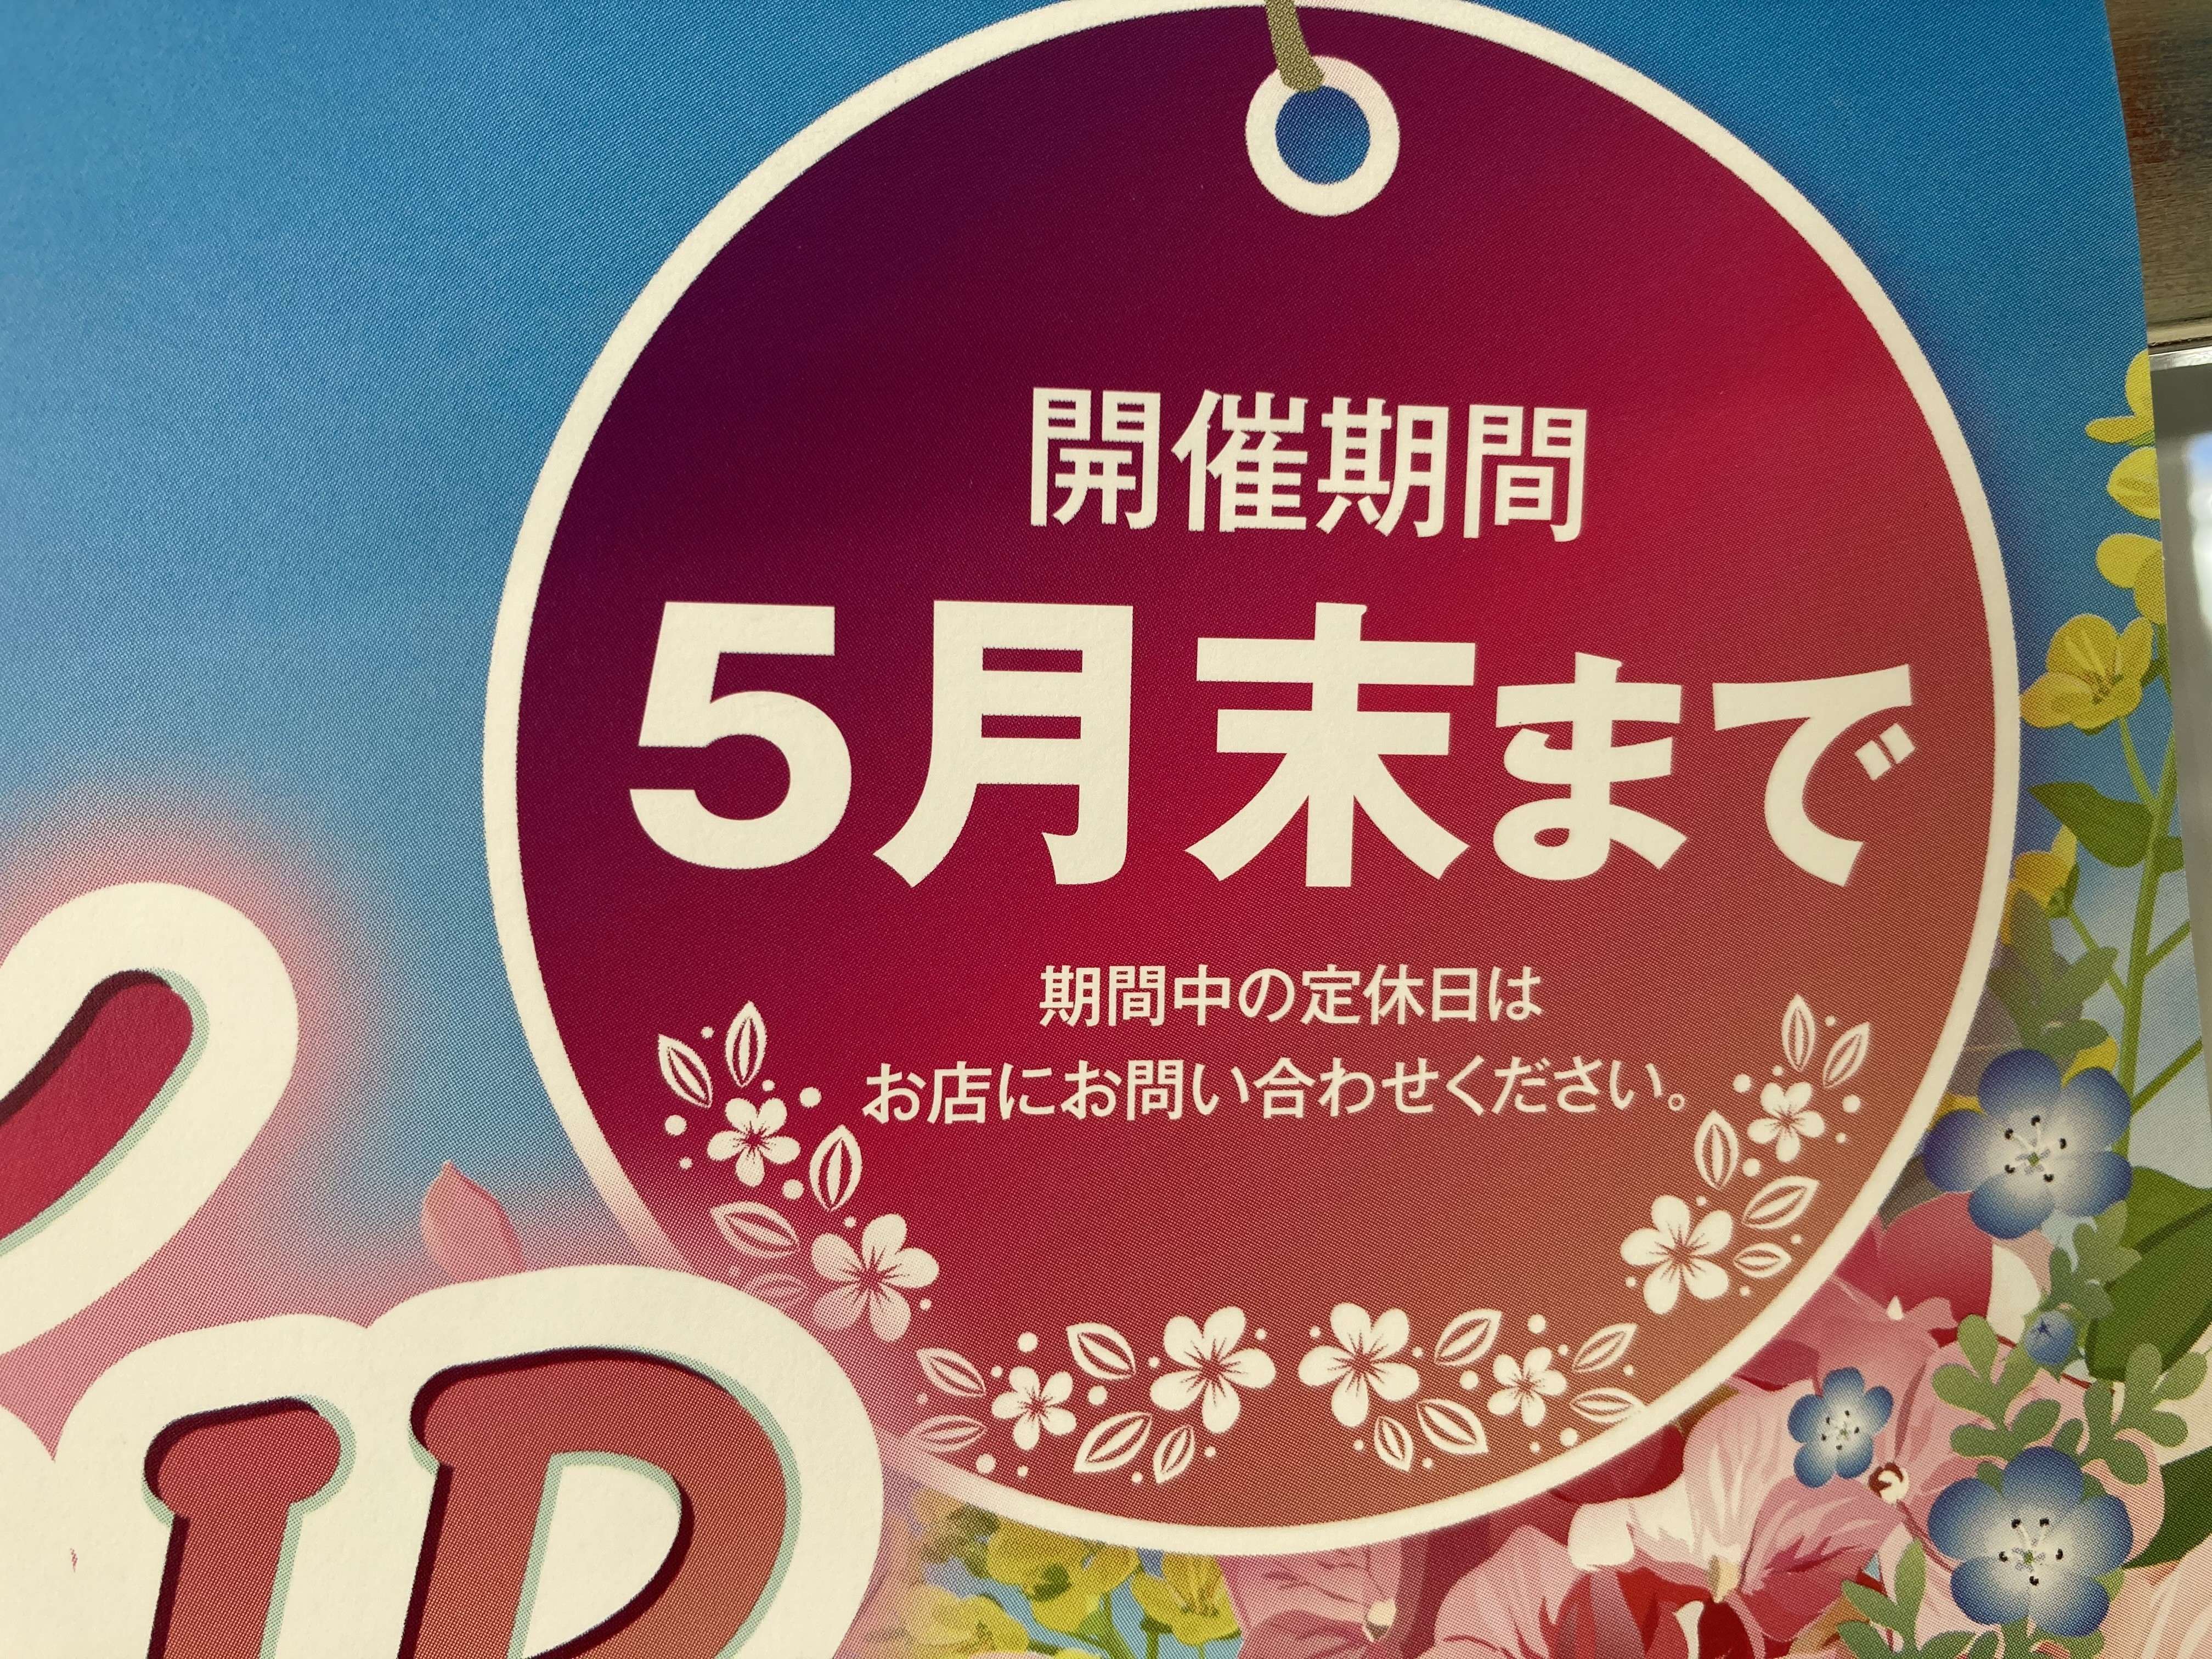 開催期間
5月末まで
期間中の定休日は
お店にお問い合わせください。